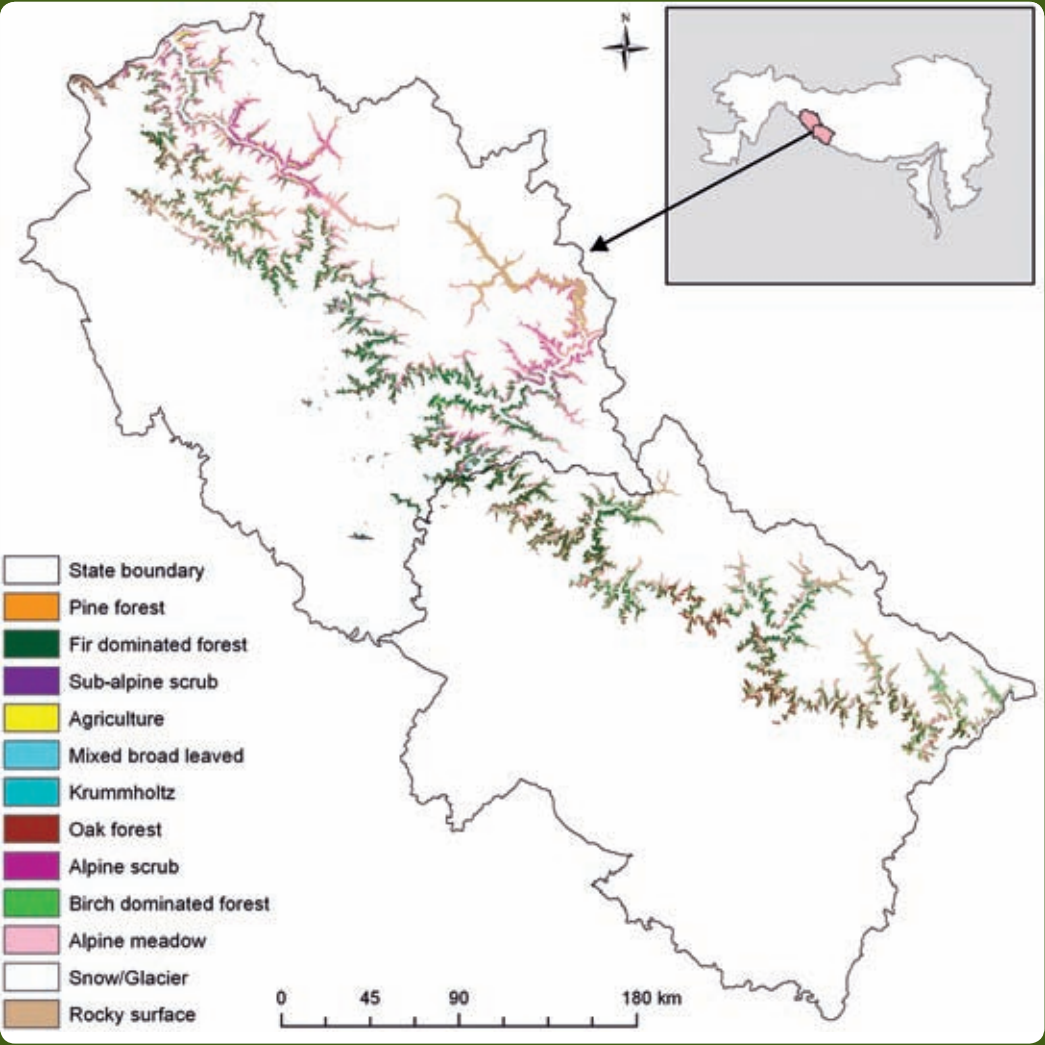 N
State boundary
Pine forest
Fir dominated forest
Sub-alpine scrub
Agriculture
Mixed broad leaved
Krummholtz
Oak forest
Alpine scrub
Birch dominated forest
Alpine meadow
Snow/Glacier
Rocky surface
0 45 90 180 km